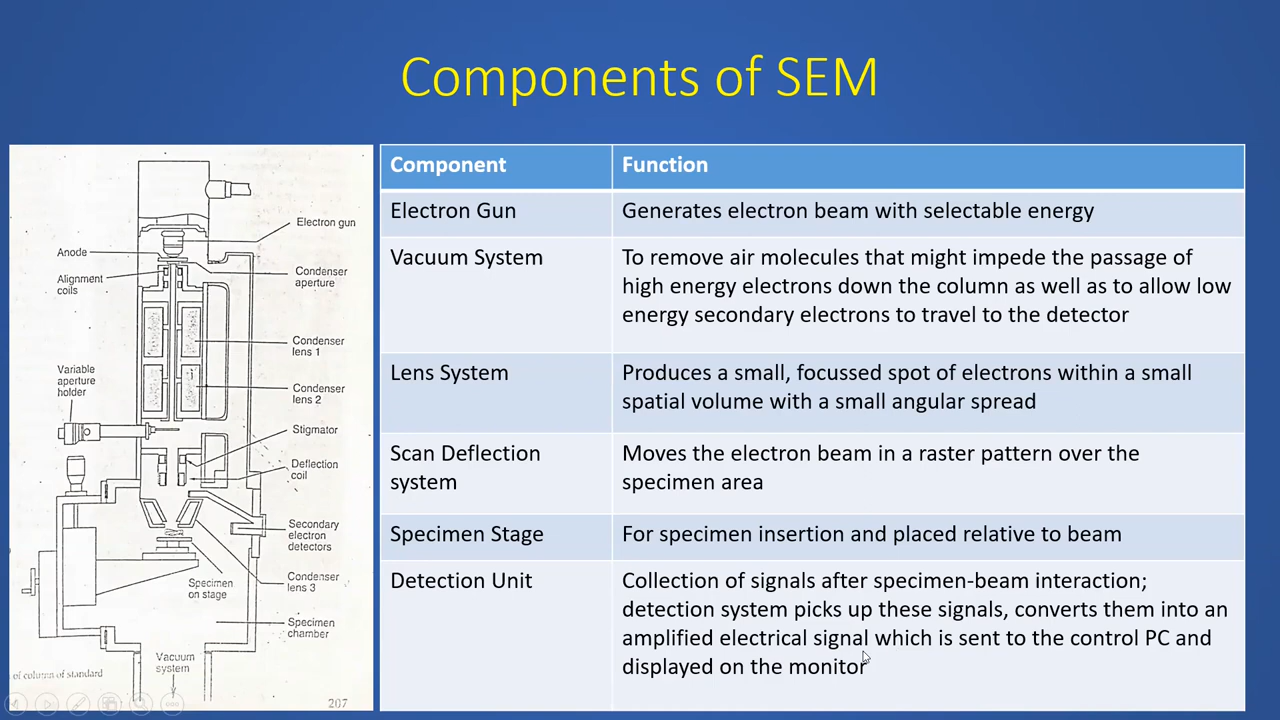 Components of SEM
Electron gun
Anode
Condenser
aperture
Alignment
coils
Condenser
lens 1
Variable
aperture
holder
Condenser
lens 2
Stigmator
Deflection
coil
Secondary
electron
detectors
Specimen
on stage
Condenser
lens 3
Specimen
chamber
Vacuum
system
of column of standard
207
Component Function
Electron Gun Generates electron beam with selectable energy
Vacuum System To remove air molecules that might impede the passage of
high energy electrons down the column as well as to allow low
energy secondary electrons to travel to the detector
Lens System Produces a small, focussed spot of electrons within a small
spatial volume with a small angular spread
Scan Deflection Moves the electron beam in a raster pattern over the
system specimen area
Specimen Stage For specimen insertion and placed relative to beam
Detection Unit Collection of signals after specimen-beam interaction;
detection system picks up these signals, converts them into an
amplified electrical signal which is sent to the control PC and
displayed on the monitor